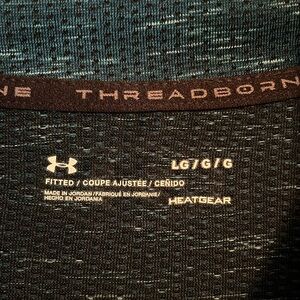 NE THREADBORN
LG/G/G
FITTED / COUPE AJUSTÉE / CEÑIDO
MADE IN JORDAN/FABRIQUÉ EN JORDANIE/
HECHO EN JORDANIA
HEATGEAR